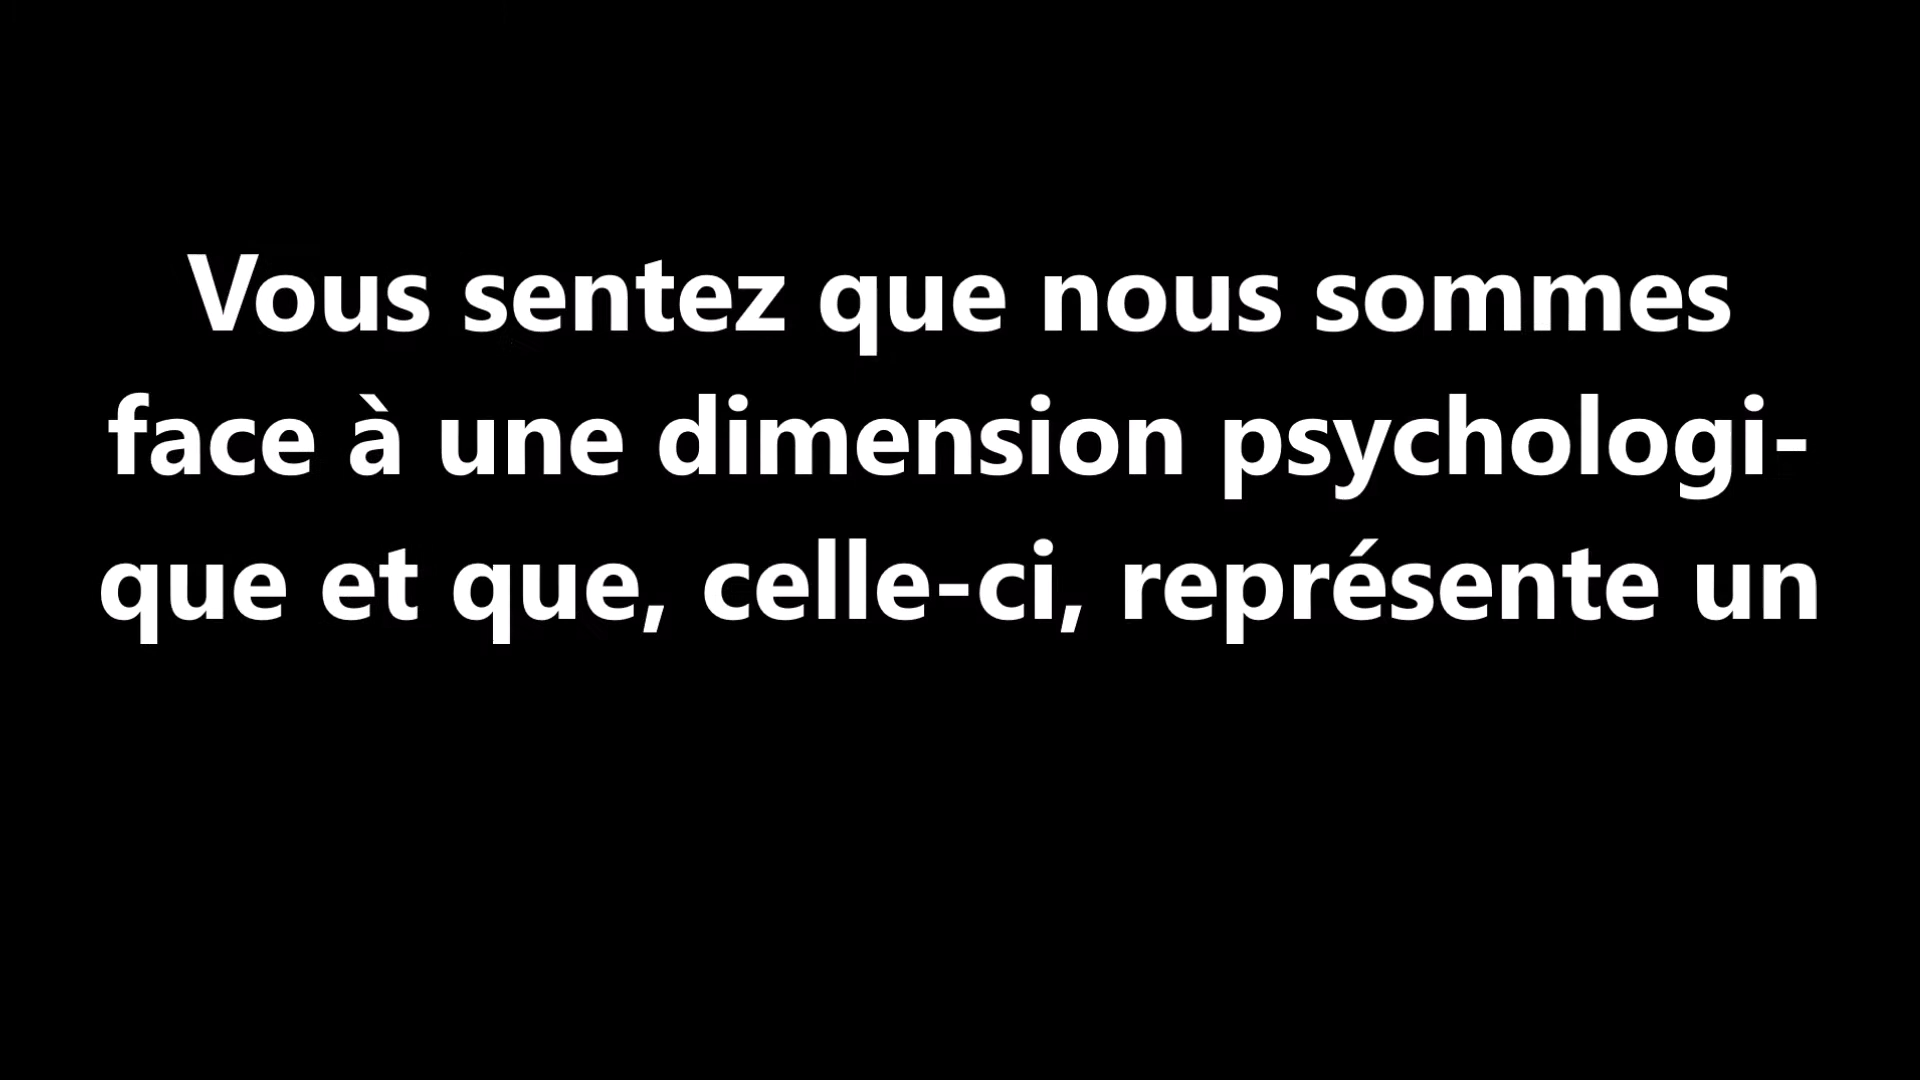 Vous sentez que nous sommes
face à une dimension psychologi-
que et que, celle-ci, représente un